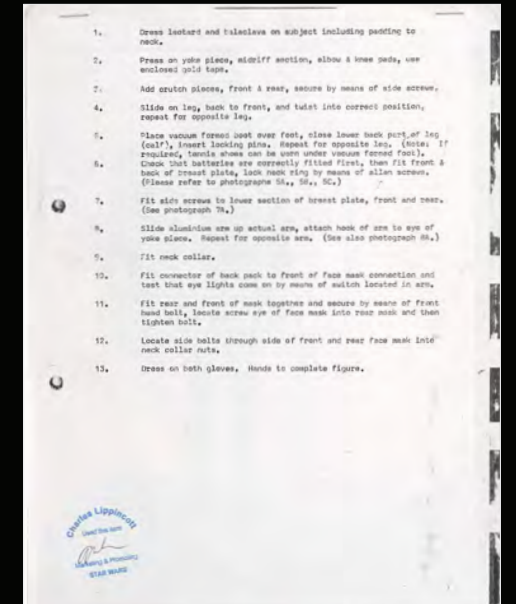 1. Dress leotard and balaclava on subject including padding to
neck.
2. Press on yoke piece, midriff section, elbow & knee pads, use
enclosed gold tape.
3. Add crutch pieces, front & rear, secure by means of side screws.
4. Slide on leg, back to front, and twist into correct position,
repeat for opposite leg.
5. Place vacuum formed boot over foot, close lower back part of leg
(calf), insert locking pins. Repeat for opposite leg. (Note: If
required, tennis shoes can be worn under vacuum formed foot).
6. Check that batteries are correctly fitted first, then fit front &
back of breast plate, lock neck ring by means of allan screws.
(Please refer to photographs 5A., 5B., 5C.)
7. Fit side screws to lower section of breast plate, front and rear.
(See photograph 7A.)
8. Slide aluminium arm up actual arm, attach hook of arm to eye of
yoke piece. Repeat for opposite arm. (See also photograph 8A.)
9. Fit neck collar.
10. Fit connector of back pack to front of face mask connection and
test that eye lights come on by means of switch located in arm.
11. Fit rear and front of mask together and secure by means of front
head bolt, locate screw eye of face mask into rear mask and then
tighten bolt.
12. Locate side bolts through side of front and rear face mask into
neck collar nuts.
13. Dress on both gloves. Hands to complete figure.
Charles Lippincott
Used this item
Marketing & Promoting
STAR WARS